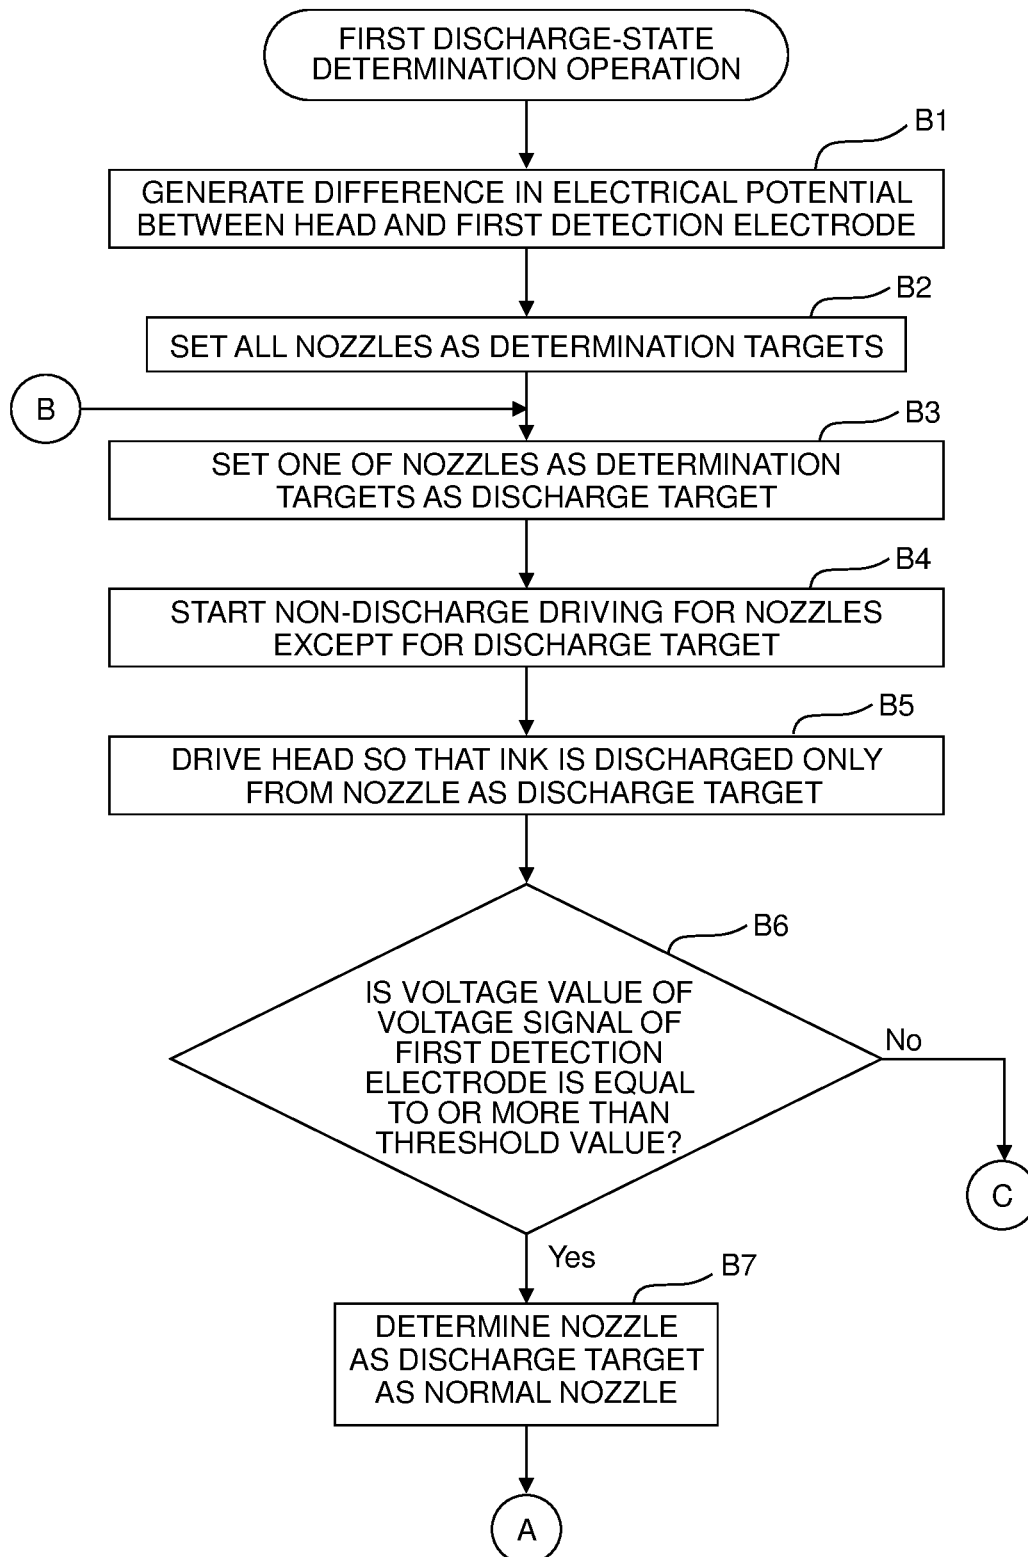 FIRST DISCHARGE-STATE
DETERMINATION OPERATION
B1
GENERATE DIFFERENCE IN ELECTRICAL POTENTIAL
BETWEEN HEAD AND FIRST DETECTION ELECTRODE
B2
SET ALL NOZZLES AS DETERMINATION TARGETS
B
B3
SET ONE OF NOZZLES AS DETERMINATION
TARGETS AS DISCHARGE TARGET
B4
START NON-DISCHARGE DRIVING FOR NOZZLES
EXCEPT FOR DISCHARGE TARGET
B5
DRIVE HEAD SO THAT INK IS DISCHARGED ONLY
FROM NOZZLE AS DISCHARGE TARGET
B6
IS VOLTAGE VALUE OF
VOLTAGE SIGNAL OF
FIRST DETECTION
ELECTRODE IS EQUAL
TO OR MORE THAN
THRESHOLD VALUE?
No
C
Yes
B7
DETERMINE NOZZLE
AS DISCHARGE TARGET
AS NORMAL NOZZLE
A